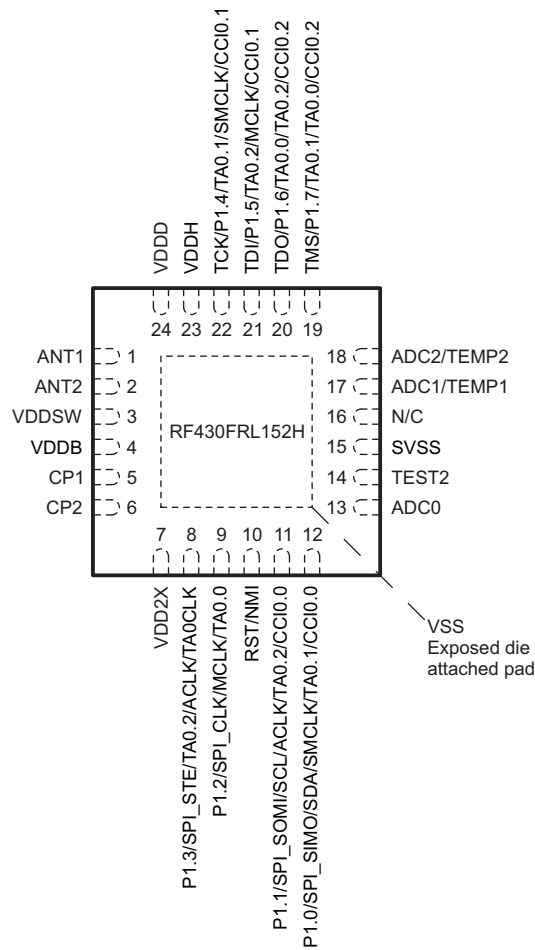 VDDD
VDDH
TCK/P1.4/TA0.1/SMCLK/CCI0.1
TDI/P1.5/TA0.2/MCLK/CCI0.1
TDO/P1.6/TA0.0/TA0.2/CCI0.2
TMS/P1.7/TA0.1/TA0.0/CCI0.2
24 23 22 21 20 19
ANT1 1
ANT2 2
VDDSW 3
VDDB 4
CP1 5
CP2 6
RF430FRL152H
18 ADC2/TEMP2
17 ADC1/TEMP1
16 N/C
15 SVSS
14 TEST2
13 ADC0
7 8 9 10 11 12
VDD2X
P1.3/SPI_STE/TA0.2/ACLK/TA0CLK
P1.2/SPI_CLK/MCLK/TA0.0
RST/NMI
P1.1/SPI_SOMI/SCL/ACLK/TA0.2/CCI0.0
P1.0/SPI_SIMO/SDA/SMCLK/TA0.1/CCI0.0
VSS
Exposed die
attached pad